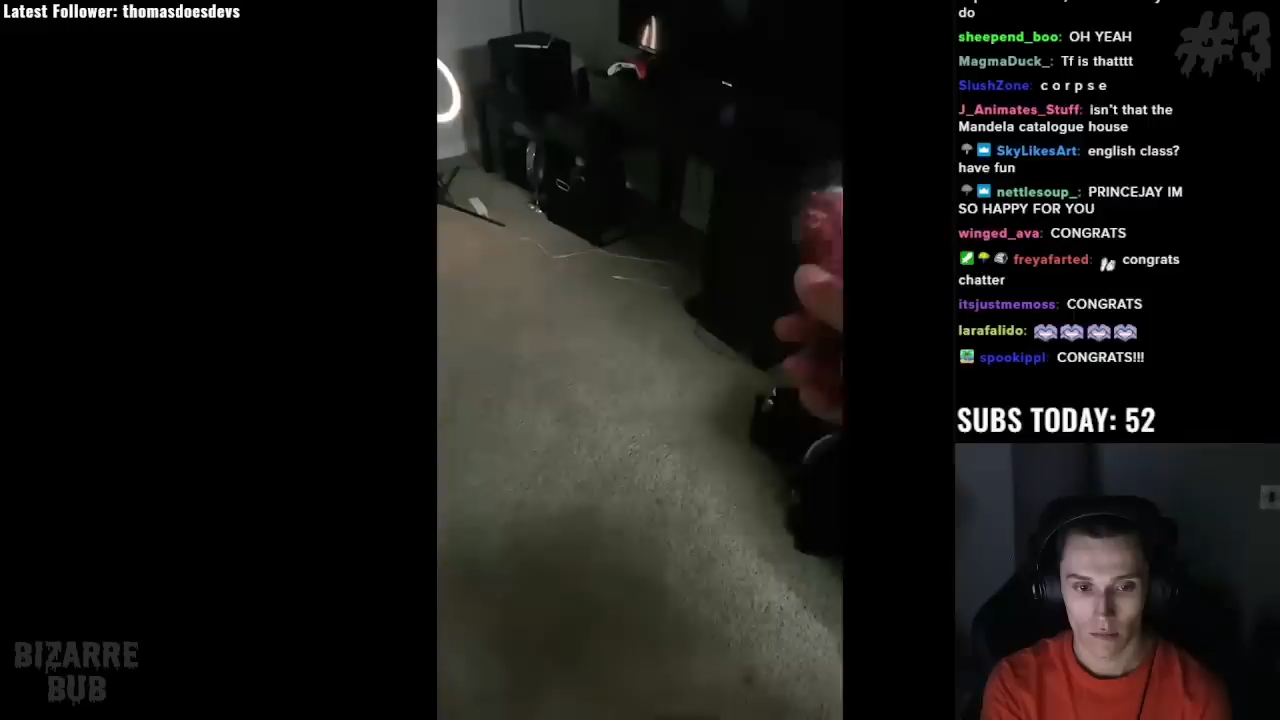 Latest Follower: thomasdoesdevs
do
#3
sheepend_boo: OH YEAH
MagmaDuck_: Tf is thatttt
SlushZone: c o r p s e
J_Animates_Stuff: isn't that the
Mandela catalogue house
SkyLikesArt: english class?
have fun
nettlesoup_: PRINCEJAY IM
SO HAPPY FOR YOU
winged_ava: CONGRATS
freyafarted: congrats
chatter
itsjustmemoss: CONGRATS
larafalido:
spookippl: CONGRATS!!!
SUBS TODAY: 52
BIZARRE
BUB